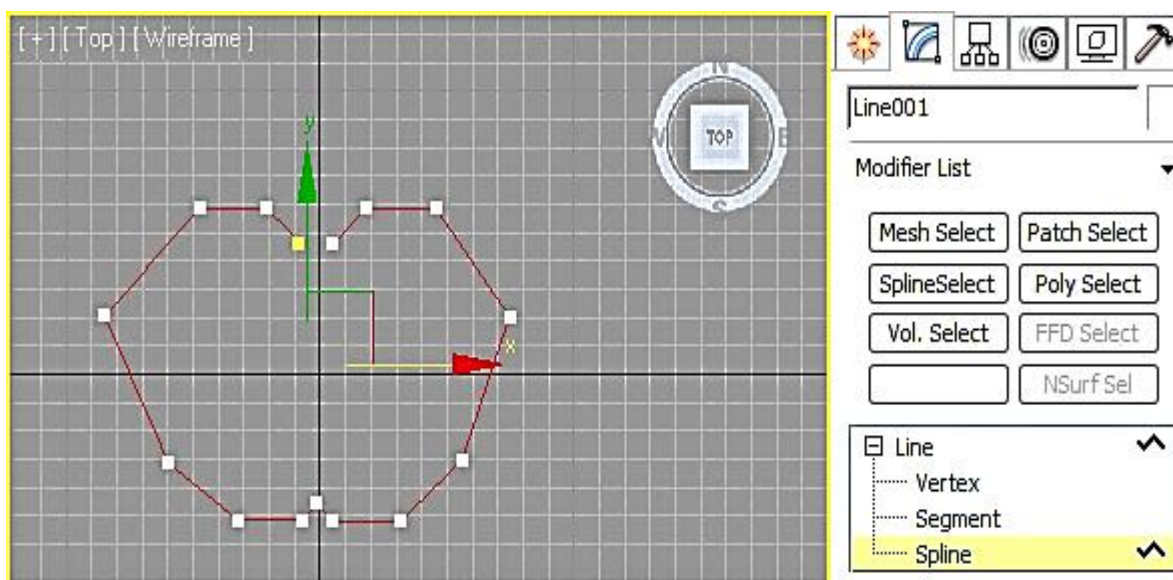 [ + ] [ Top ] [ Wireframe ]
N
TOP
E
S
y
x
Line001
Modifier List
Mesh Select
Patch Select
SplineSelect
Poly Select
Vol. Select
FFD Select
NSurf Sel
Line
Vertex
Segment
Spline